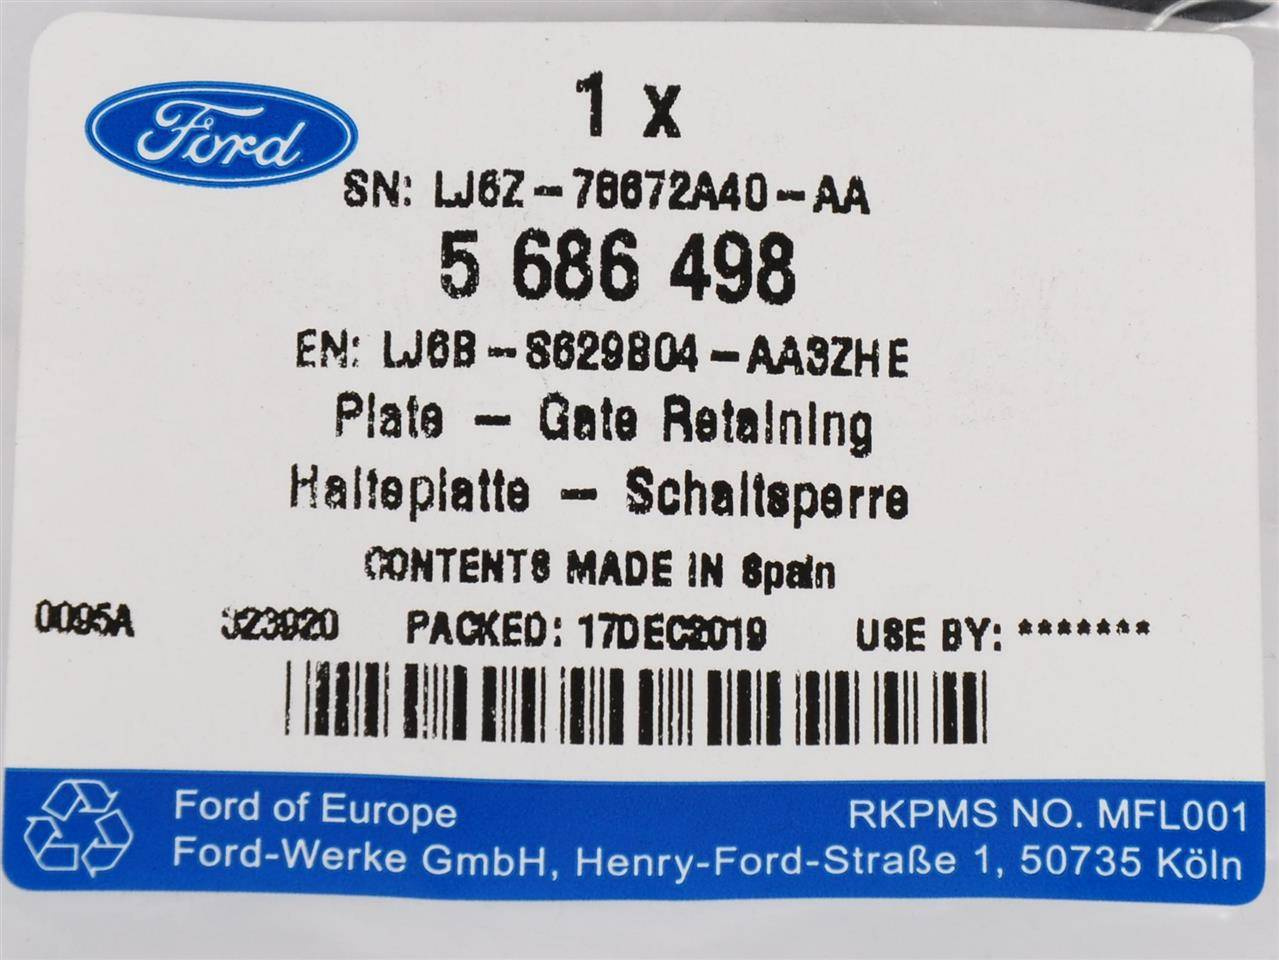 Ford
1 x
SN: LJ6Z-78672A40-AA
5 686 498
EN: LJ6B-S629B04-AA3ZHE
Plate - Gate Retaining
Halteplatte - Schaltsperre
CONTENTS MADE IN Spain
0095A 323920 PACKED: 17DEC2019 USE BY: *******
Ford of Europe RKPMS NO. MFL001
Ford-Werke GmbH, Henry-Ford-Straße 1, 50735 Köln